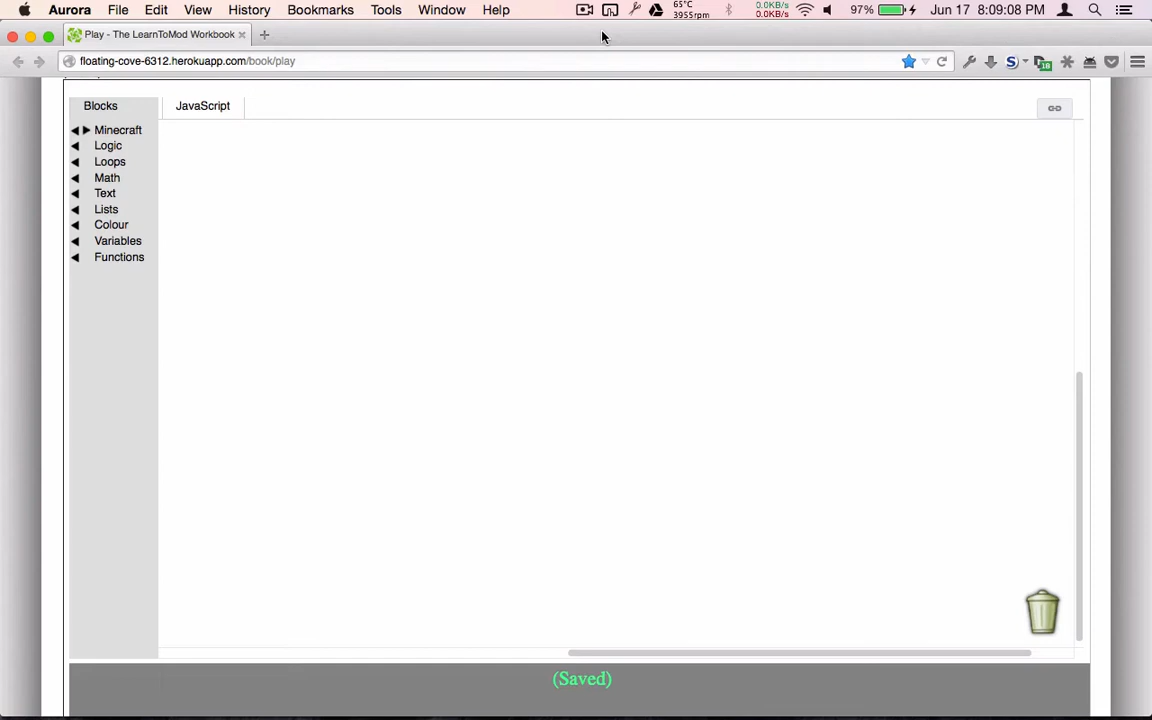 Aurora File Edit View History Bookmarks Tools Window Help 65°C 3955rpm 0.0KB/s 0.0KB/s 97% Jun 17 8:09:08 PM
Play - The LearnToMod Workbook
floating-cove-6312.herokuapp.com/book/play
Blocks JavaScript
Minecraft
Logic
Loops
Math
Text
Lists
Colour
Variables
Functions
(Saved)